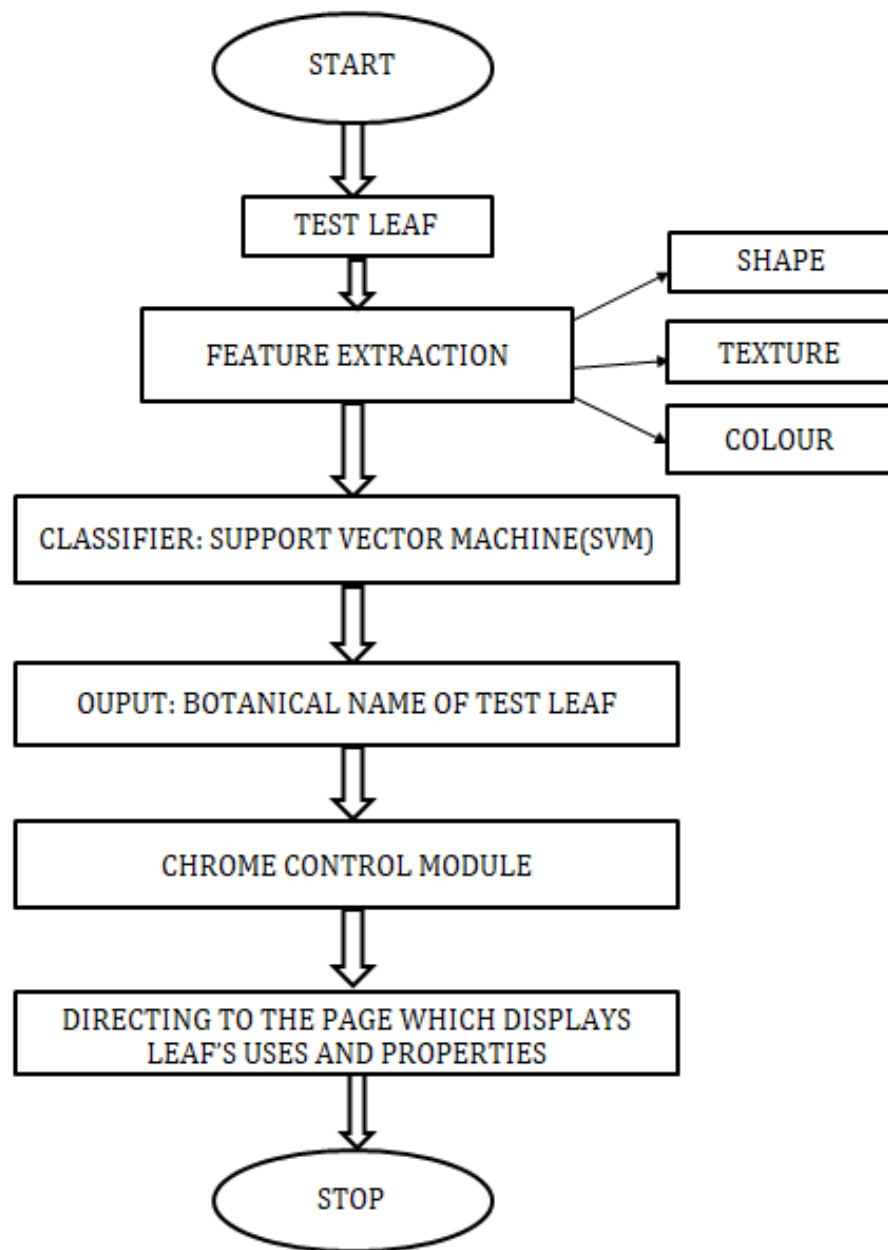 START
TEST LEAF
SHAPE
FEATURE EXTRACTION
TEXTURE
COLOUR
CLASSIFIER: SUPPORT VECTOR MACHINE(SVM)
OUPUT: BOTANICAL NAME OF TEST LEAF
CHROME CONTROL MODULE
DIRECTING TO THE PAGE WHICH DISPLAYS
LEAF’S USES AND PROPERTIES
STOP